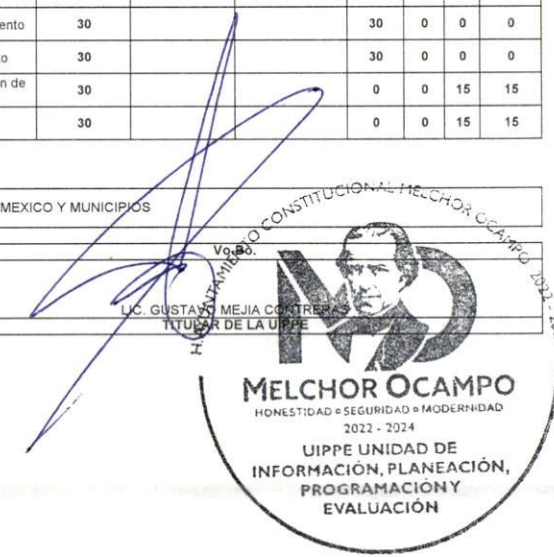 ento 30 30 0 0 0
o 30 30 0 0 0
n de 30 0 0 15 15
30 0 0 15 15
MEXICO Y MUNICIPIOS
Vo.Bo.
LIC. GUSTAVO MEJIA CONTRERAS
TITULAR DE LA UIPPE
H. AYUNTAMIENTO CONSTITUCIONAL MELCHOR OCAMPO 2022 - 20
MO
MELCHOR OCAMPO
HONESTIDAD SEGURIDAD MODERNIDAD
2022 - 2024
UIPPE UNIDAD DE
INFORMACIÓN, PLANEACIÓN,
PROGRAMACIÓN Y
EVALUACIÓN